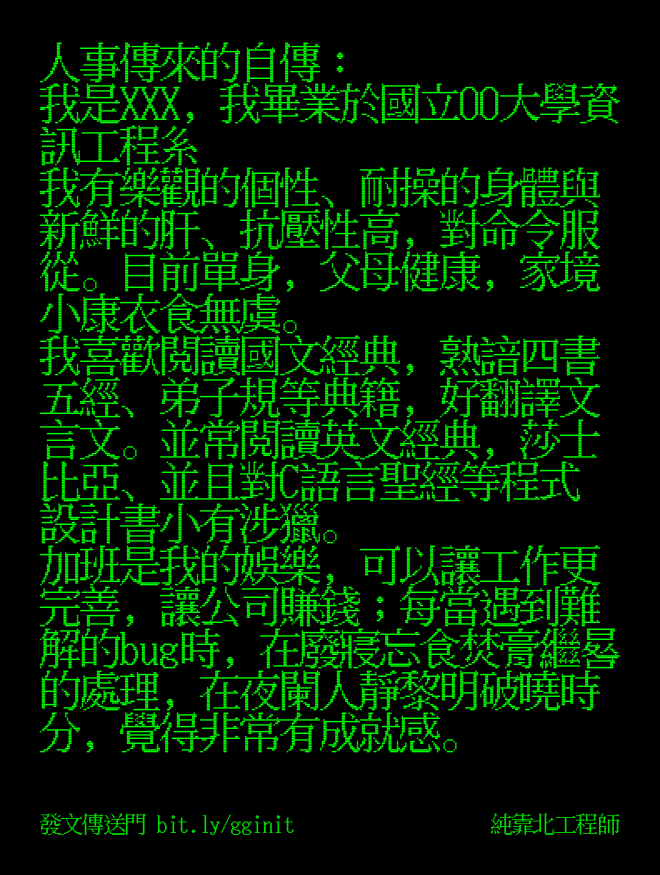 人事傳來的自傳：
我是XXX, 我畢業於國立OO大學資
訊工程系
我有樂觀的個性、耐操的身體與
新鮮的肝、抗壓性高, 對命令服
從。目前單身, 父母健康, 家境
小康衣食無虞。
我喜歡閱讀國文經典, 熟諳四書
五經、弟子規等典籍, 好翻譯文
言文。並常閱讀英文經典, 莎士
比亞、並且對C語言聖經等程式
設計書小有涉獵。
加班是我的娛樂, 可以讓工作更
完善, 讓公司賺錢；每當遇到難
解的bug時, 在廢寢忘食焚膏繼晷
的處理, 在夜闌人靜黎明破曉時
分, 覺得非常有成就感。
發文傳送門 bit.ly/gginit
純靠北工程師